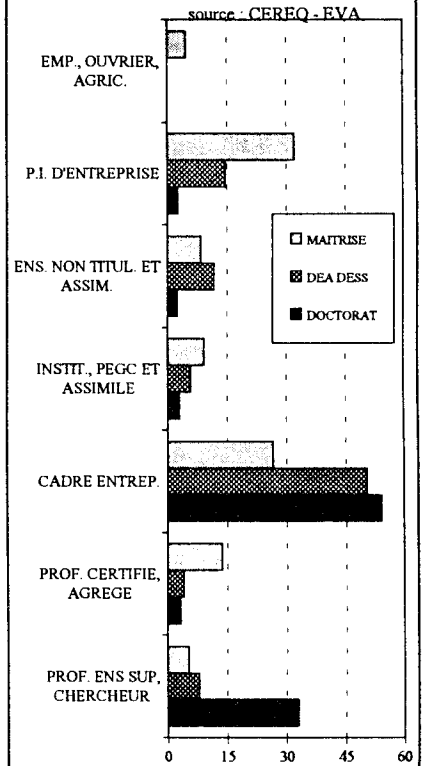 source : CEREQ - EVA
EMP., OUVRIER,
AGRIC.
P.I. D'ENTREPRISE
ENS. NON TITUL. ET
ASSIM.
INSTIT., PEGC ET
ASSIMILE
CADRE ENTREP.
PROF. CERTIFIE,
AGREGE
PROF. ENS SUP,
CHERCHEUR
MAITRISE
DEA DESS
DOCTORAT
0 15 30 45 60